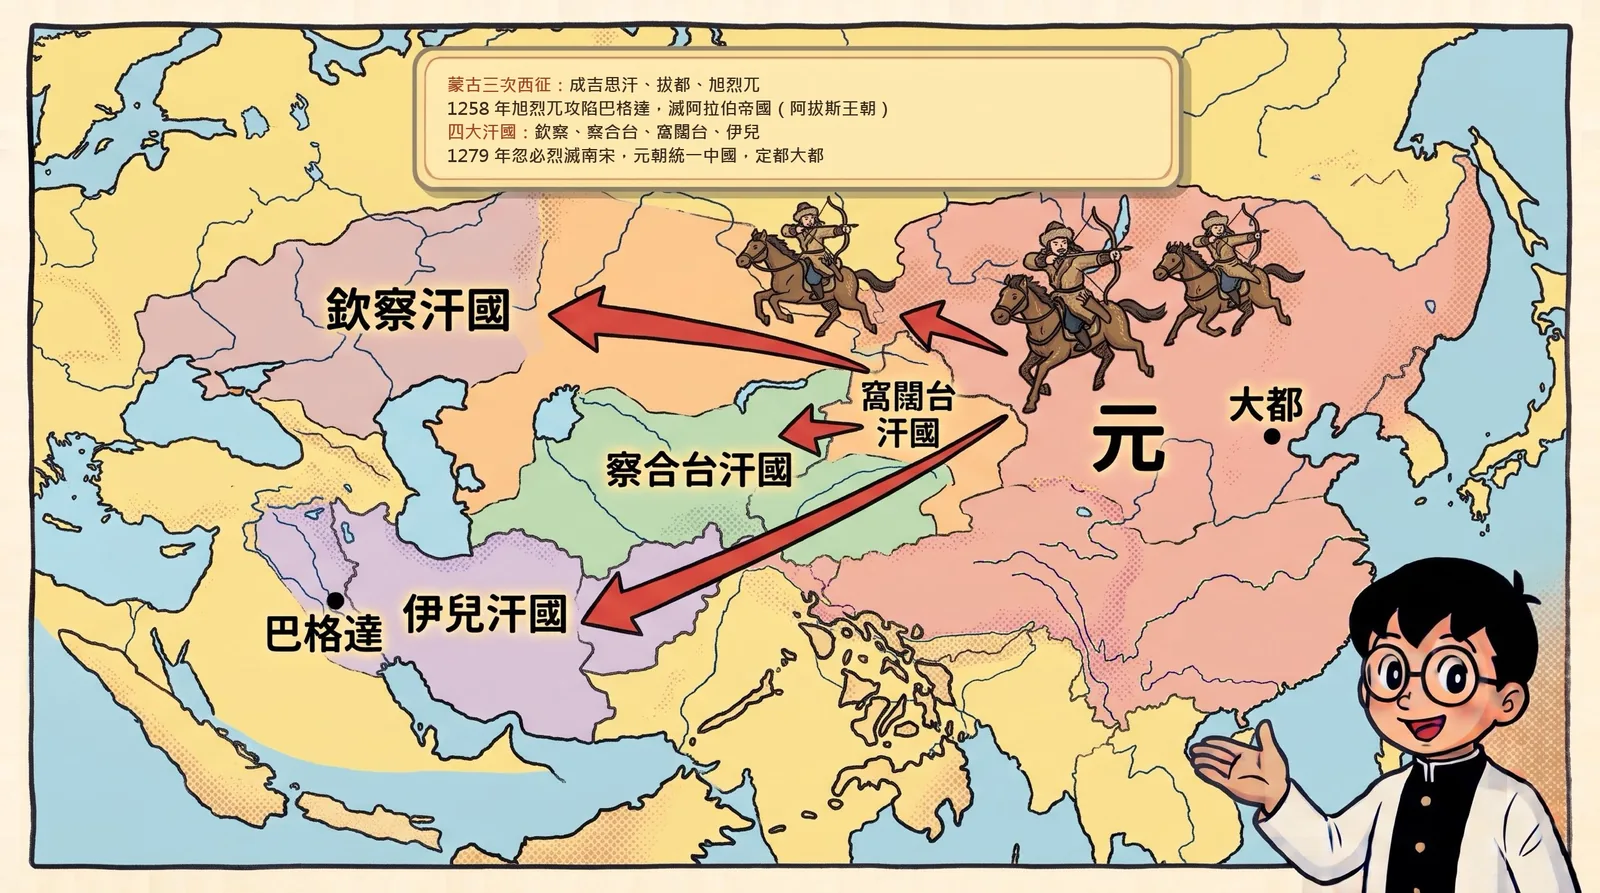 蒙古三次西征：成吉思汗、拔都、旭烈兀
1258 年旭烈兀攻陷巴格達，滅阿拉伯帝國（阿拔斯王朝）
四大汗國：欽察、察合台、窩闊台、伊兒
1279 年忽必烈滅南宋，元朝統一中國，定都大都
欽察汗國
窩闊台
汗國
大都
元
察合台汗國
巴格達
伊兒汗國